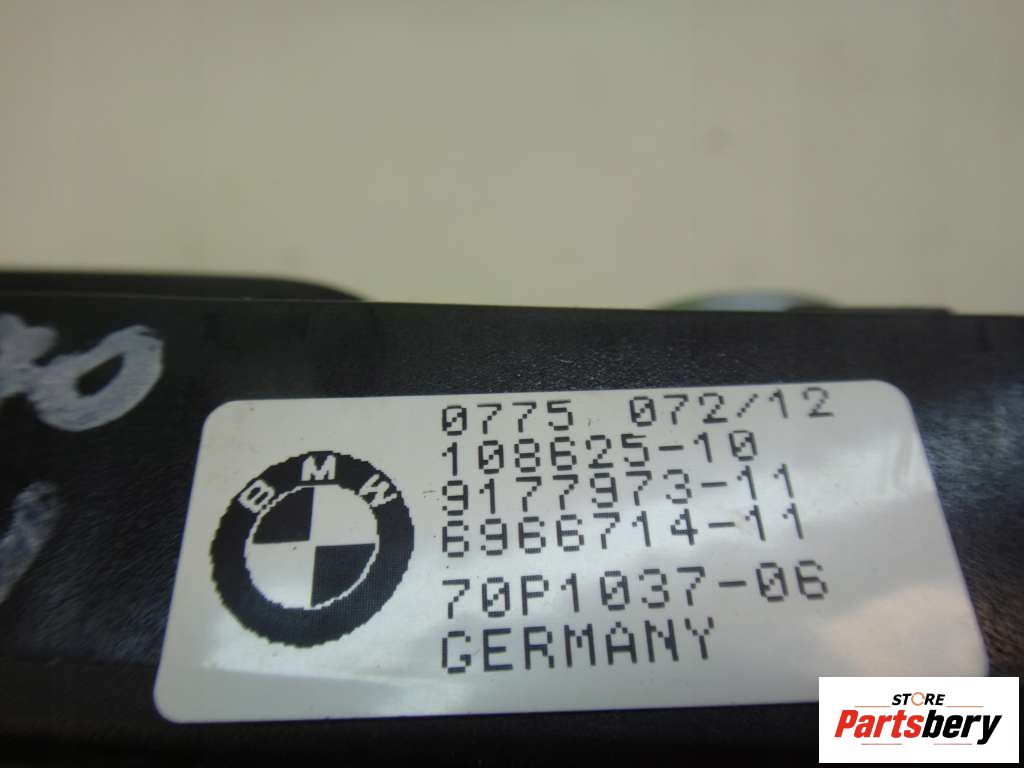 0775 072/12
108625-10
9177973-11
6966714-11
70P1037-06
GERMANY
BMW
STORE
Partsbery